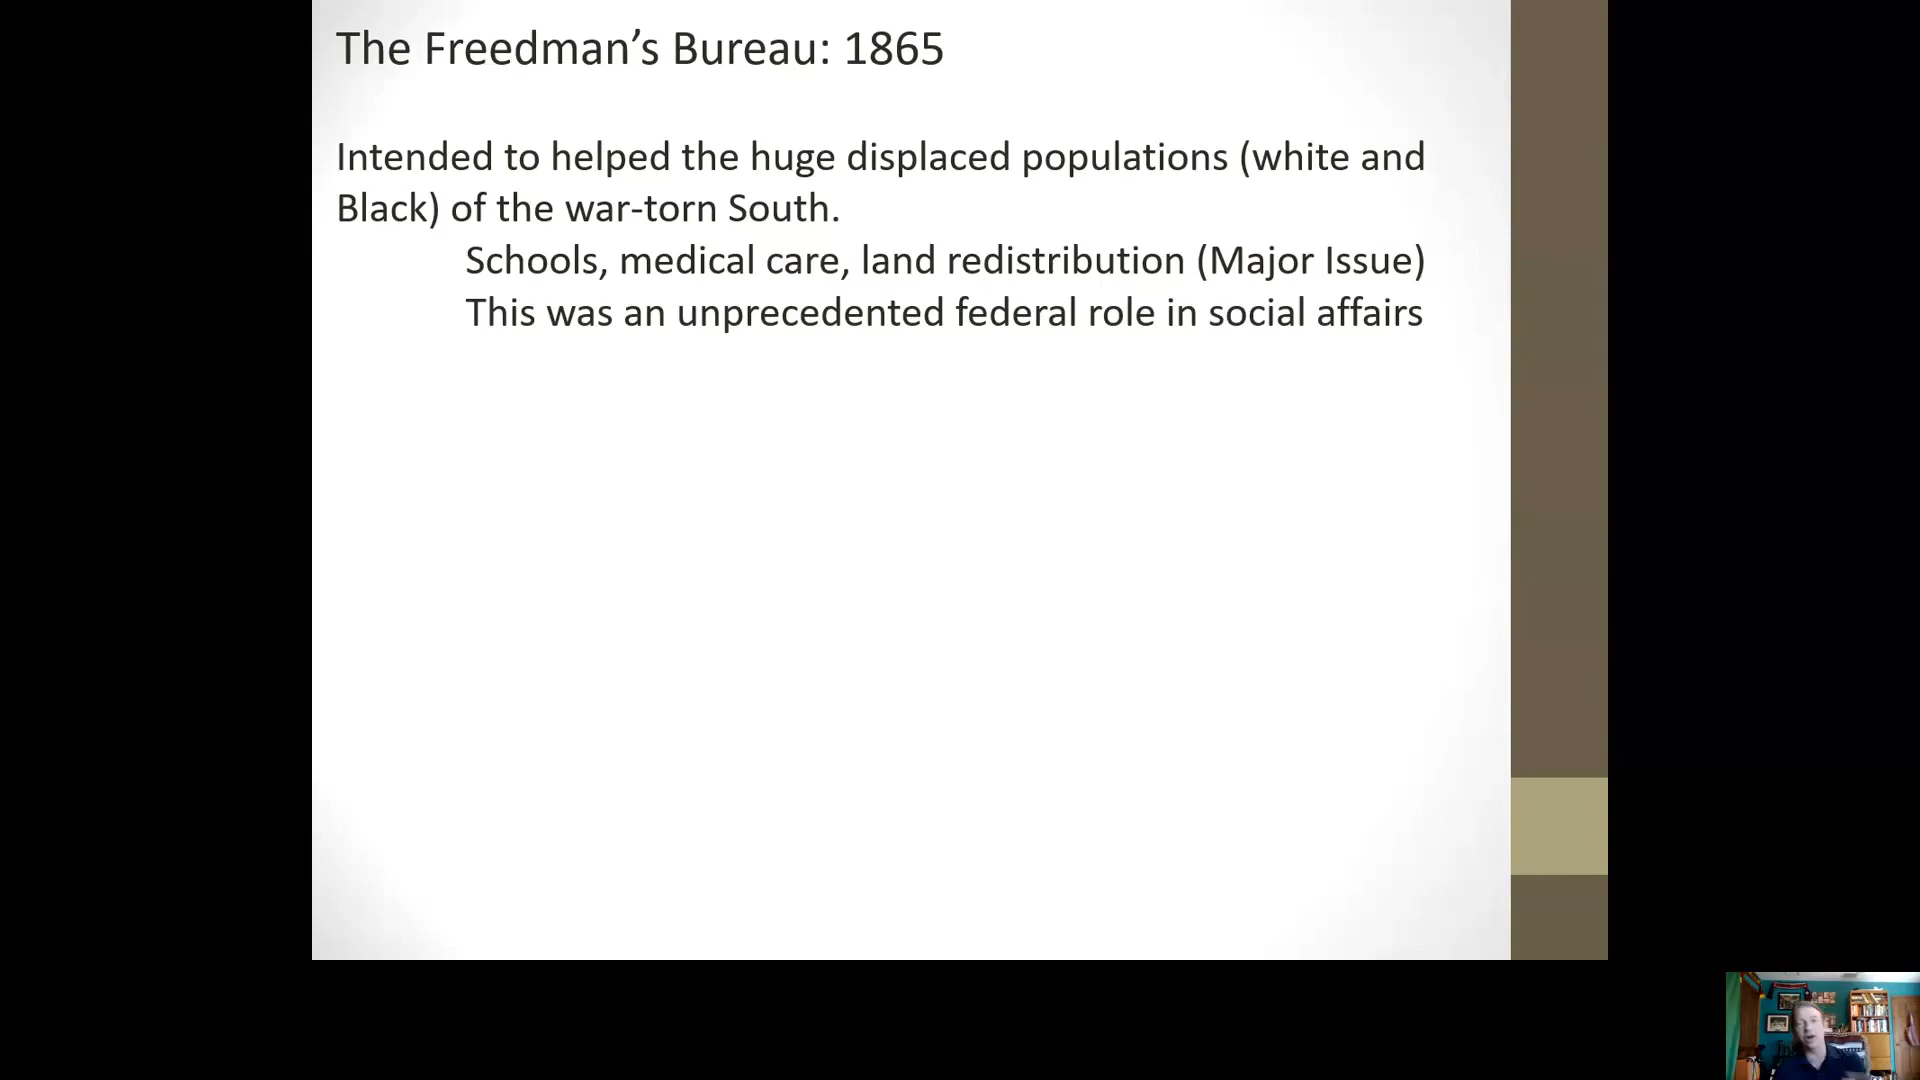 The Freedman’s Bureau: 1865
Intended to helped the huge displaced populations (white and
Black) of the war-torn South.
Schools, medical care, land redistribution (Major Issue)
This was an unprecedented federal role in social affairs